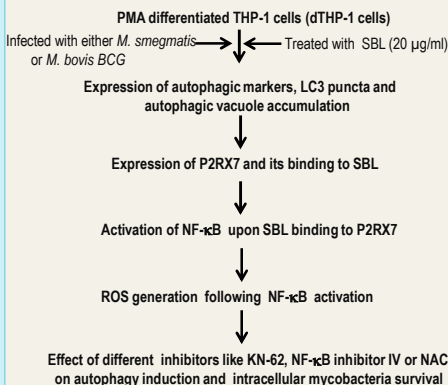 PMA differentiated THP-1 cells (dTHP-1 cells)
Infected with either M. smegmatis
or M. bovis BCG
Treated with SBL (20 µg/ml)
Expression of autophagic markers, LC3 puncta and
autophagic vacuole accumulation
Expression of P2RX7 and its binding to SBL
Activation of NF-κB upon SBL binding to P2RX7
ROS generation following NF-κB activation
Effect of different inhibitors like KN-62, NF-κB inhibitor IV or NAC
on autophagy induction and intracellular mycobacteria survival